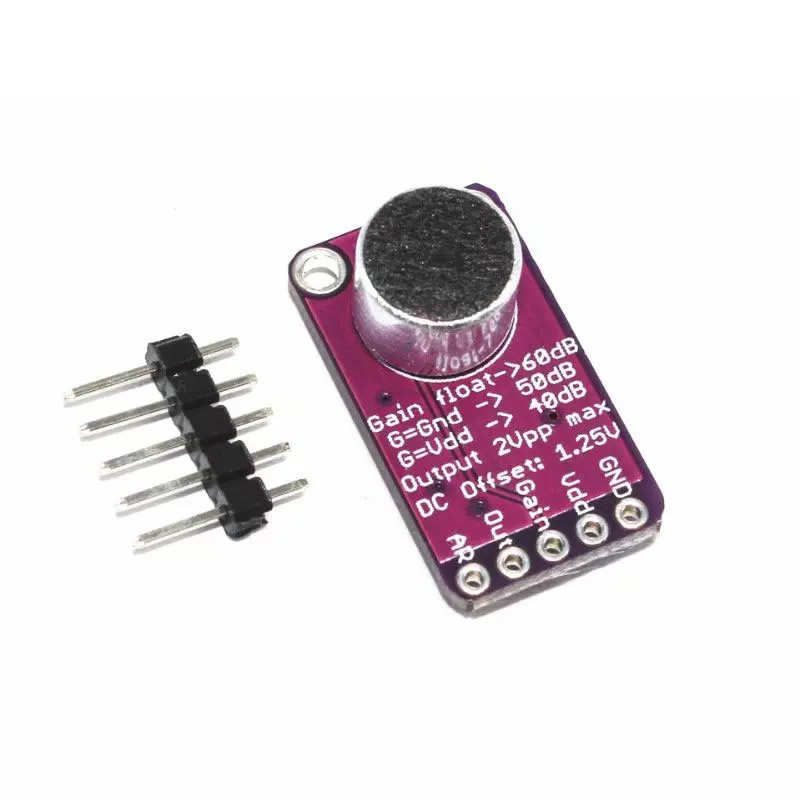 Gain float->60dB
G=Gnd -> 50dB
G=Vdd -> 40dB
Output 2Vpp max
DC Offset: 1.25V
AR Out Gain Vdd GND